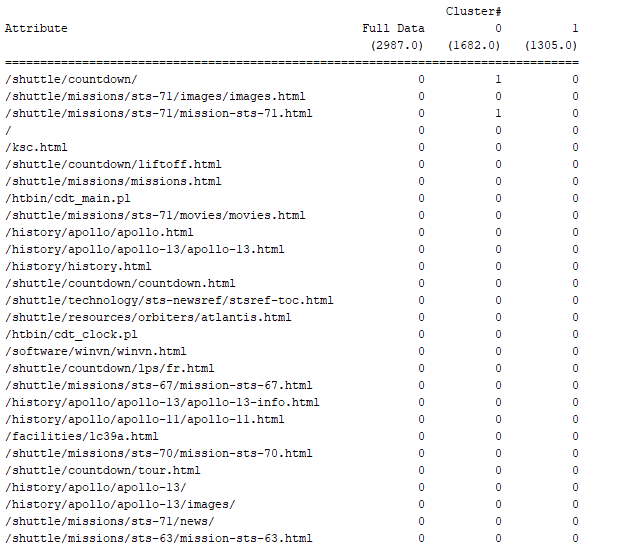 Cluster#
Attribute Full Data 0 1
(2987.0) (1682.0) (1305.0)
==========================================================================================
/shuttle/countdown/ 0 1 0
/shuttle/missions/sts-71/images/images.html 0 0 0
/shuttle/missions/sts-71/mission-sts-71.html 0 1 0
/ 0 0 0
/ksc.html 0 0 0
/shuttle/countdown/liftoff.html 0 0 0
/shuttle/missions/missions.html 0 0 0
/htbin/cdt_main.pl 0 0 0
/shuttle/missions/sts-71/movies/movies.html 0 0 0
/history/apollo/apollo.html 0 0 0
/history/apollo/apollo-13/apollo-13.html 0 0 0
/history/history.html 0 0 0
/shuttle/countdown/countdown.html 0 0 0
/shuttle/technology/sts-newsref/stsref-toc.html 0 0 0
/shuttle/resources/orbiters/atlantis.html 0 0 0
/htbin/cdt_clock.pl 0 0 0
/software/winvn/winvn.html 0 0 0
/shuttle/countdown/lps/fr.html 0 0 0
/shuttle/missions/sts-67/mission-sts-67.html 0 0 0
/history/apollo/apollo-13/apollo-13-info.html 0 0 0
/history/apollo/apollo-11/apollo-11.html 0 0 0
/facilities/lc39a.html 0 0 0
/shuttle/missions/sts-70/mission-sts-70.html 0 0 0
/shuttle/countdown/tour.html 0 0 0
/history/apollo/apollo-13/ 0 0 0
/history/apollo/apollo-13/images/ 0 0 0
/shuttle/missions/sts-71/news/ 0 0 0
/shuttle/missions/sts-63/mission-sts-63.html 0 0 0